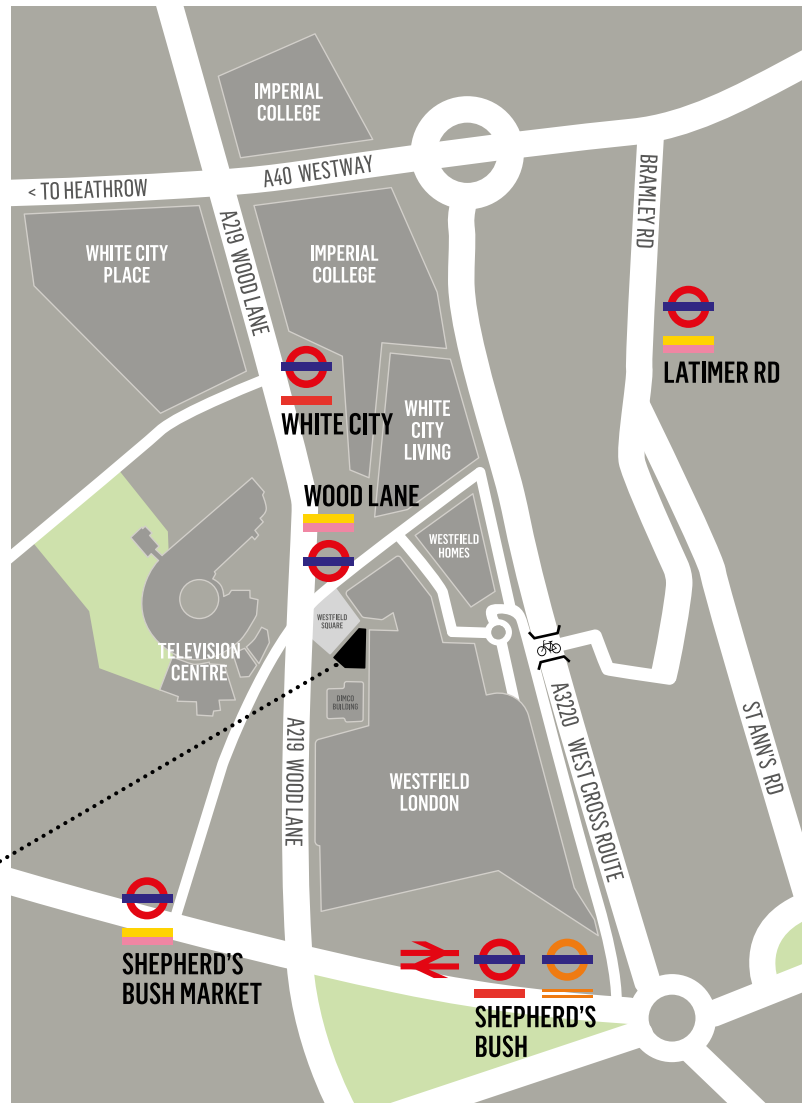 IMPERIAL
COLLEGE
A40 WESTWAY
< TO HEATHROW
BRAMLEY RD
A219 WOOD LANE
WHITE CITY
PLACE
IMPERIAL
COLLEGE
LATIMER RD
WHITE CITY
WHITE
CITY
LIVING
WOOD LANE
WESTFIELD
HOMES
WESTFIELD
SQUARE
TELEVISION
CENTRE
DIMCO
BUILDING
A219 WOOD LANE
WESTFIELD
LONDON
A3220 WEST CROSS ROUTE
ST ANN'S RD
SHEPHERD'S
BUSH MARKET
SHEPHERD'S
BUSH